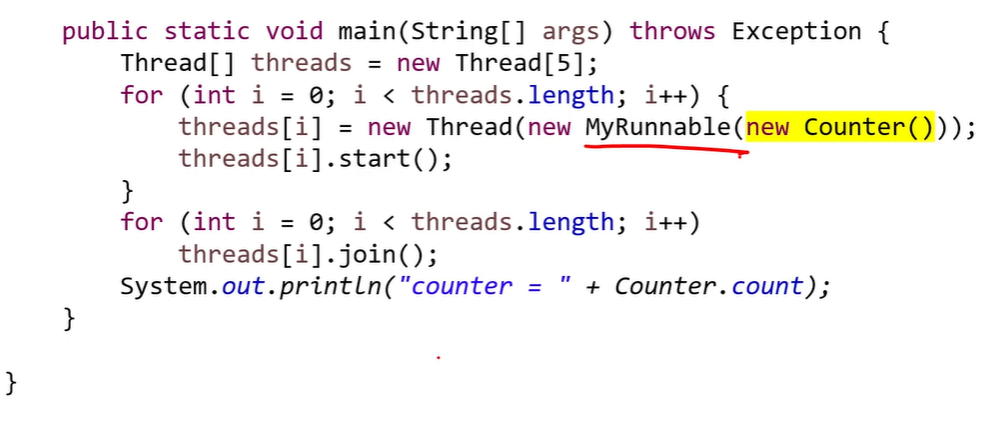 public static void main(String[] args) throws Exception {
Thread[] threads = new Thread[5];
for (int i = 0; i < threads.length; i++) {
threads[i] = new Thread(new MyRunnable(new Counter()));
threads[i].start();
}
for (int i = 0; i < threads.length; i++)
threads[i].join();
System.out.println("counter = " + Counter.count);
}
}